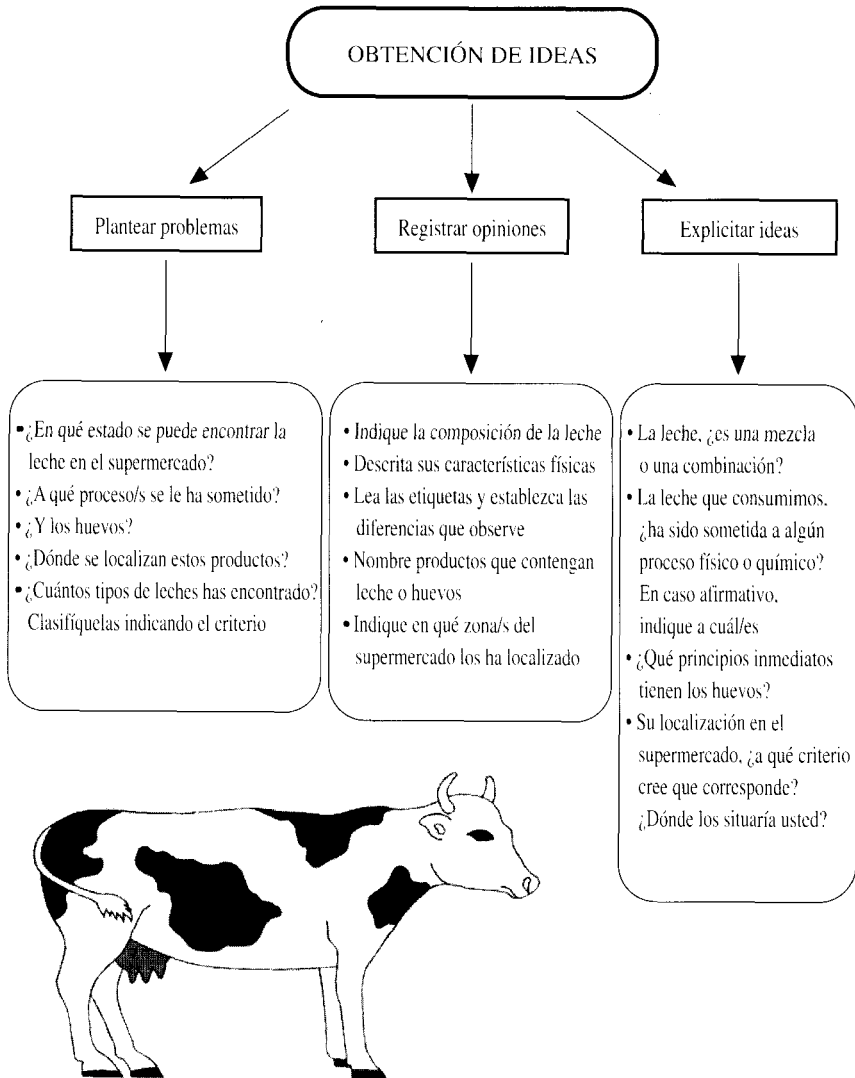 OBTENCIÓN DE IDEAS
Plantear problemas
Registrar opiniones
Explicitar ideas
• ¿En qué estado se puede encontrar la
leche en el supermercado?
• ¿A qué proceso/s se le ha sometido?
• ¿Y los huevos?
• ¿Dónde se localizan estos productos?
• ¿Cuántos tipos de leches has encontrado?
Clasifíquelas indicando el criterio
• Indique la composición de la leche
• Descrita sus características físicas
• Lea las etiquetas y establezca las
diferencias que observe
• Nombre productos que contengan
leche o huevos
• Indique en qué zona/s del
supermercado los ha localizado
• La leche, ¿es una mezcla
o una combinación?
• La leche que consumimos,
¿ha sido sometida a algún
proceso físico o químico?
En caso afirmativo,
indique a cuál/es
• ¿Qué principios inmediatos
tienen los huevos?
• Su localización en el
supermercado, ¿a qué criterio
cree que corresponde?
¿Dónde los situaría usted?